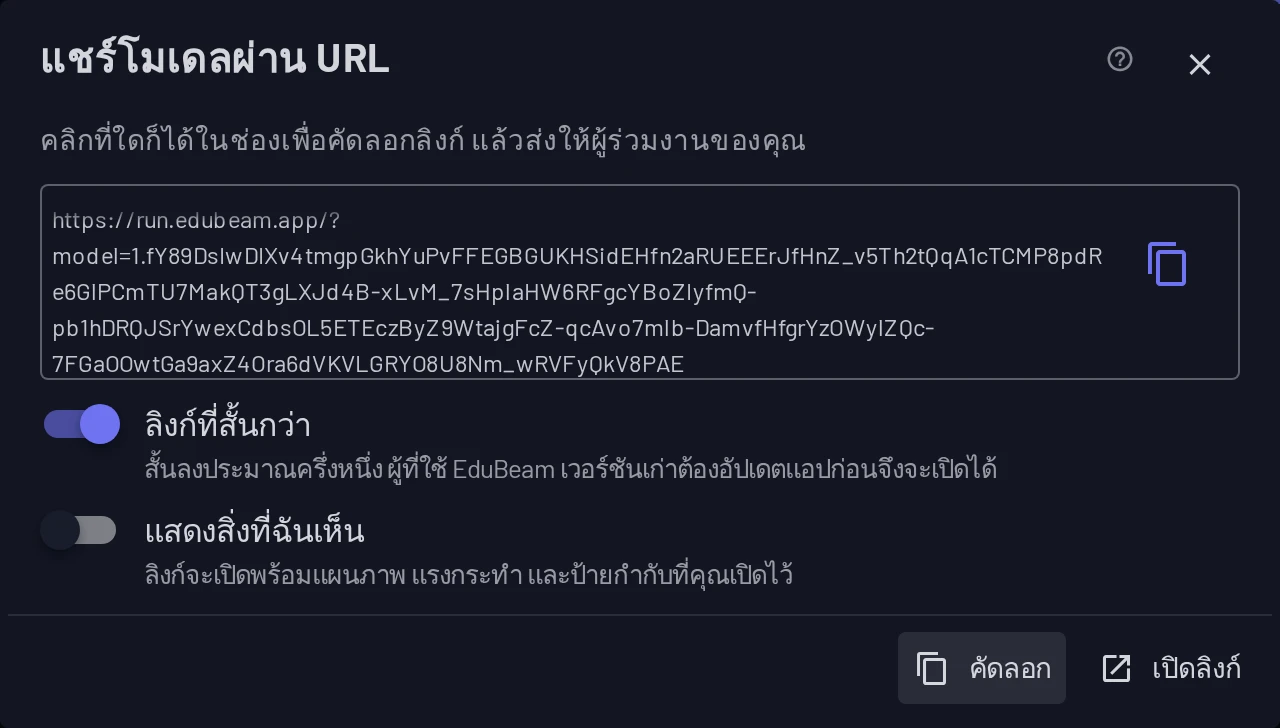 แชร์โมเดลผ่าน URL
คลิกที่ใดก็ได้ในช่องเพื่อคัดลอกลิงก์ แล้วส่งให้ผู้ร่วมงานของคุณ
https://run.edubeam.app/?
model=1.fY89DsIwDIXv4tmgpGkhYuPvFFEGBGUKHSidEHfn2aRUEEErJfHnZ_v5Th2tQqA1cTCMP8pdR
e6GIPCmTU7MakQT3gLXJd4B-xLvM_7sHpIaHW6RFgcYBoZIyfmQ-
pb1hDRQJSrYwexCdbsOL5ETEczByZ9WtajgFcZ-qcAvo7mIb-DamvfHfgrYzOWyIZQc-
7FGaOOwtGa9axZ4Ora6dVKVLGRYO8U8Nm_wRVFyQkV8PAE
ลิงก์ที่สั้นกว่า
สั้นลงประมาณครึ่งหนึ่ง ผู้ที่ใช้ EduBeam เวอร์ชันเก่าต้องอัปเดตแอปก่อนจึงจะเปิดได้
แสดงสิ่งที่ฉันเห็น
ลิงก์จะเปิดพร้อมแผนภาพ แรงกระทำ และป้ายกำกับที่คุณเปิดไว้
คัดลอก
เปิดลิงก์